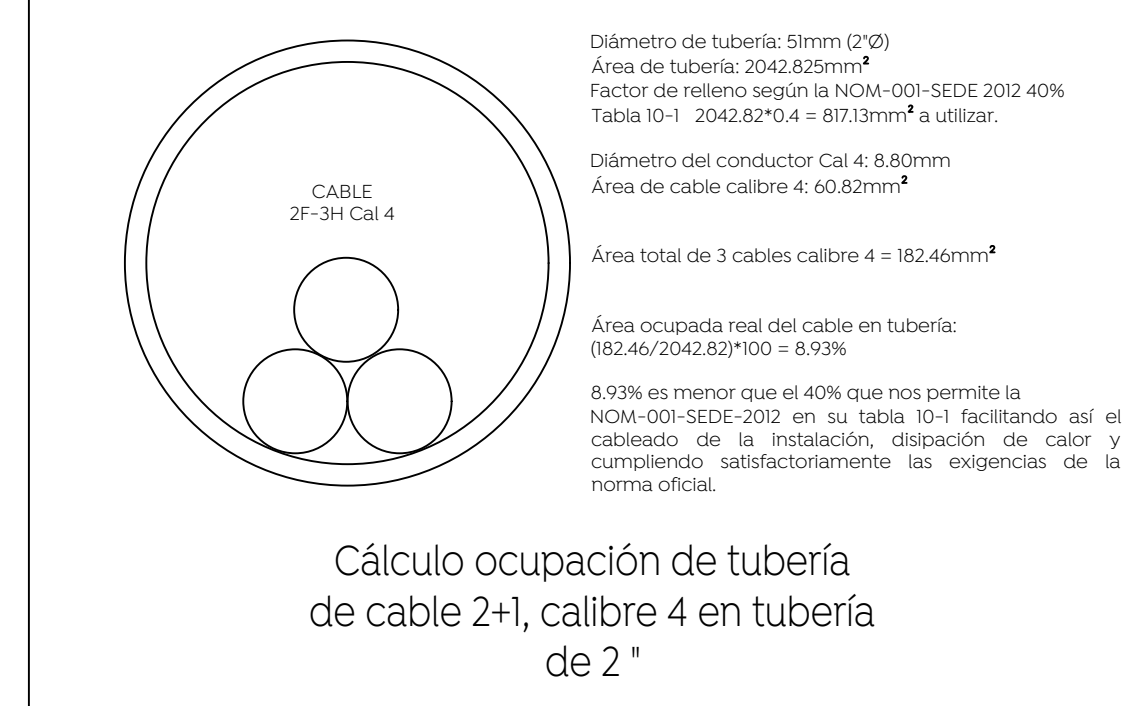 CABLE
2F-3H Cal 4
Diámetro de tubería: 51mm (2"Ø)
Área de tubería: 2042.825mm²
Factor de relleno según la NOM-001-SEDE 2012 40%
Tabla 10-1 2042.82*0.4 = 817.13mm² a utilizar.
Diámetro del conductor Cal 4: 8.80mm
Área de cable calibre 4: 60.82mm²
Área total de 3 cables calibre 4 = 182.46mm²
Área ocupada real del cable en tubería:
(182.46/2042.82)*100 = 8.93%
8.93% es menor que el 40% que nos permite la
NOM-001-SEDE-2012 en su tabla 10-1 facilitando así el
cableado de la instalación, disipación de calor y
cumpliendo satisfactoriamente las exigencias de la
norma oficial.
Cálculo ocupación de tubería
de cable 2+1, calibre 4 en tubería
de 2 "